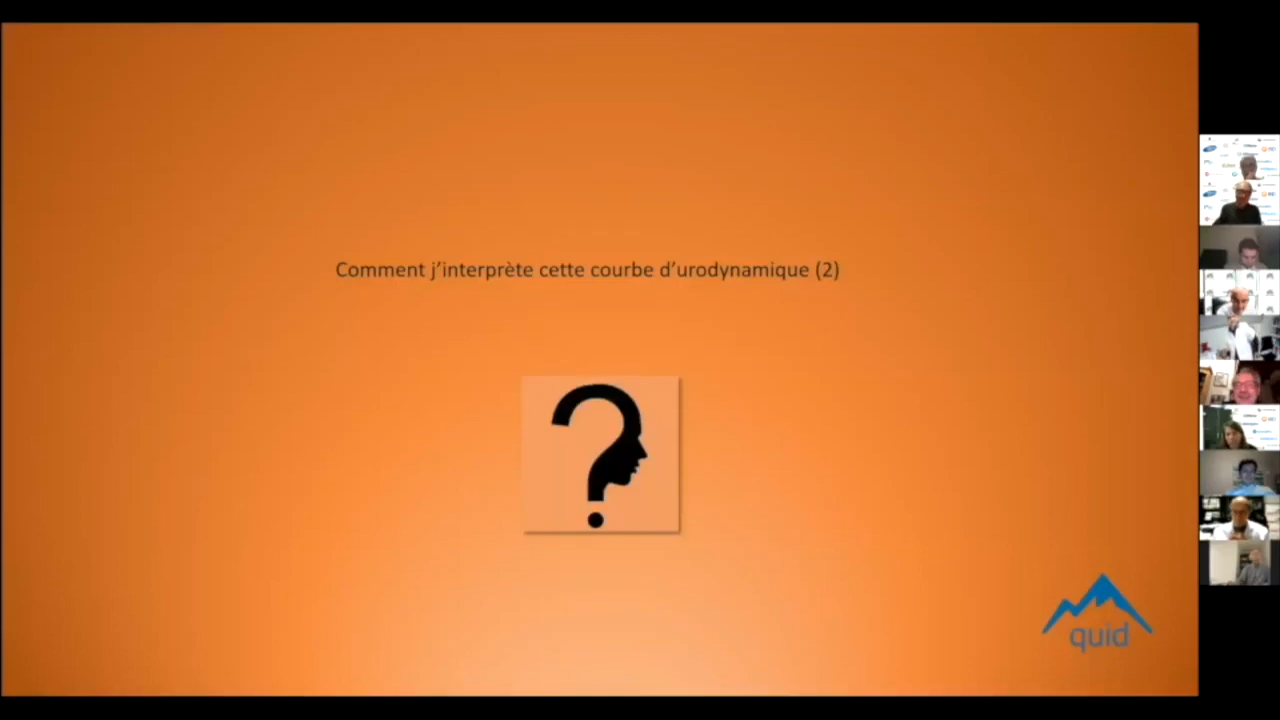 Comment j’interprète cette courbe d’urodynamique (2)
quid